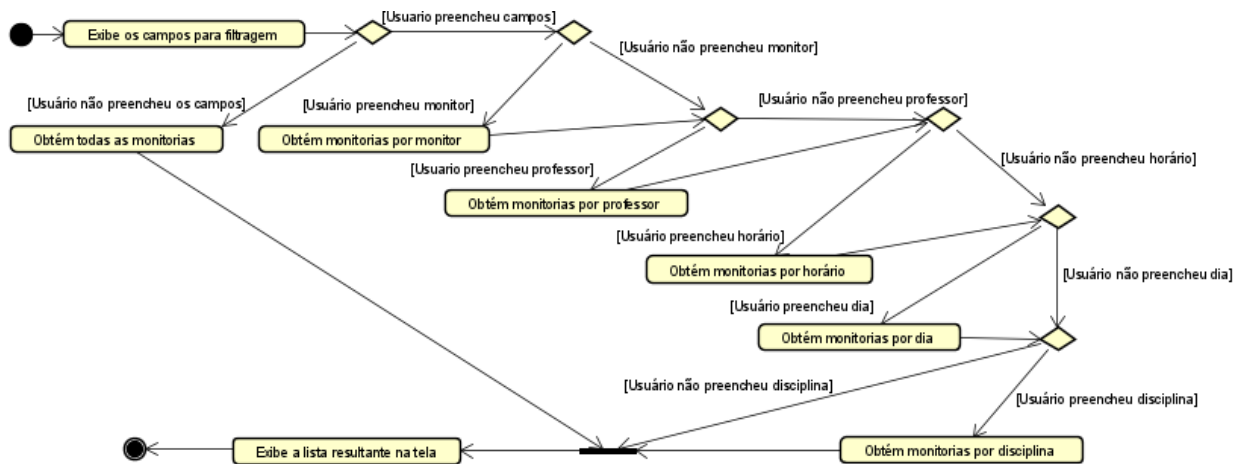 [Usuario preencheu campos]
Exibe os campos para filtragem
[Usuário não preencheu monitor]
[Usuário não preencheu os campos]
[Usuário preencheu monitor]
[Usuário não preencheu professor]
Obtém todas as monitorias
Obtém monitorias por monitor
[Usuário não preencheu horário]
[Usuario preencheu professor]
Obtém monitorias por professor
[Usuário preencheu horário]
Obtém monitorias por horário
[Usuário não preencheu dia]
[Usuário preencheu dia]
Obtém monitorias por dia
[Usuário não preencheu disciplina]
[Usuário preencheu disciplina]
Exibe a lista resultante na tela
Obtém monitorias por disciplina